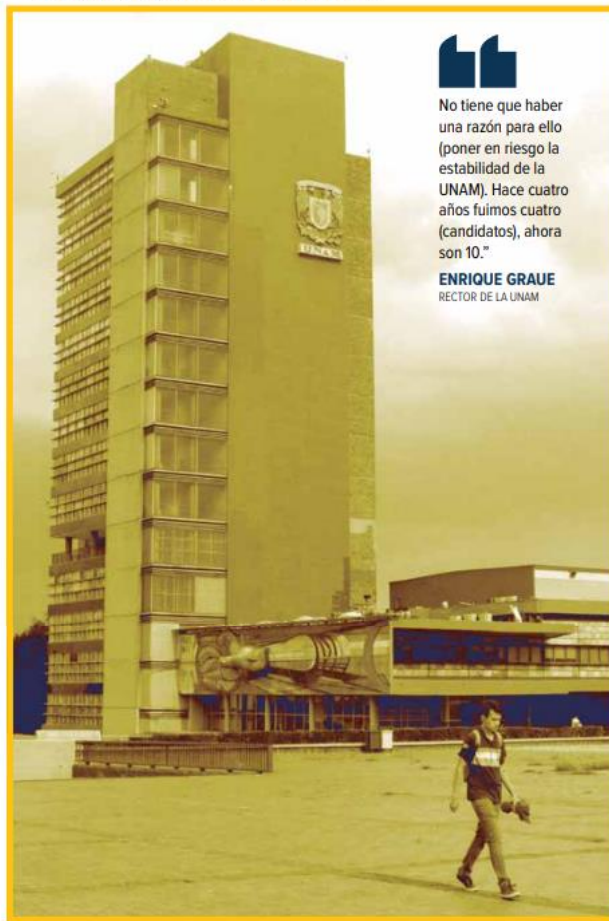 No tiene que haber
una razón para ello
(poner en riesgo la
estabilidad de la
UNAM). Hace cuatro
años fuimos cuatro
(candidatos), ahora
son 10.”
ENRIQUE GRAUE
RECTOR DE LA UNAM
UNAM